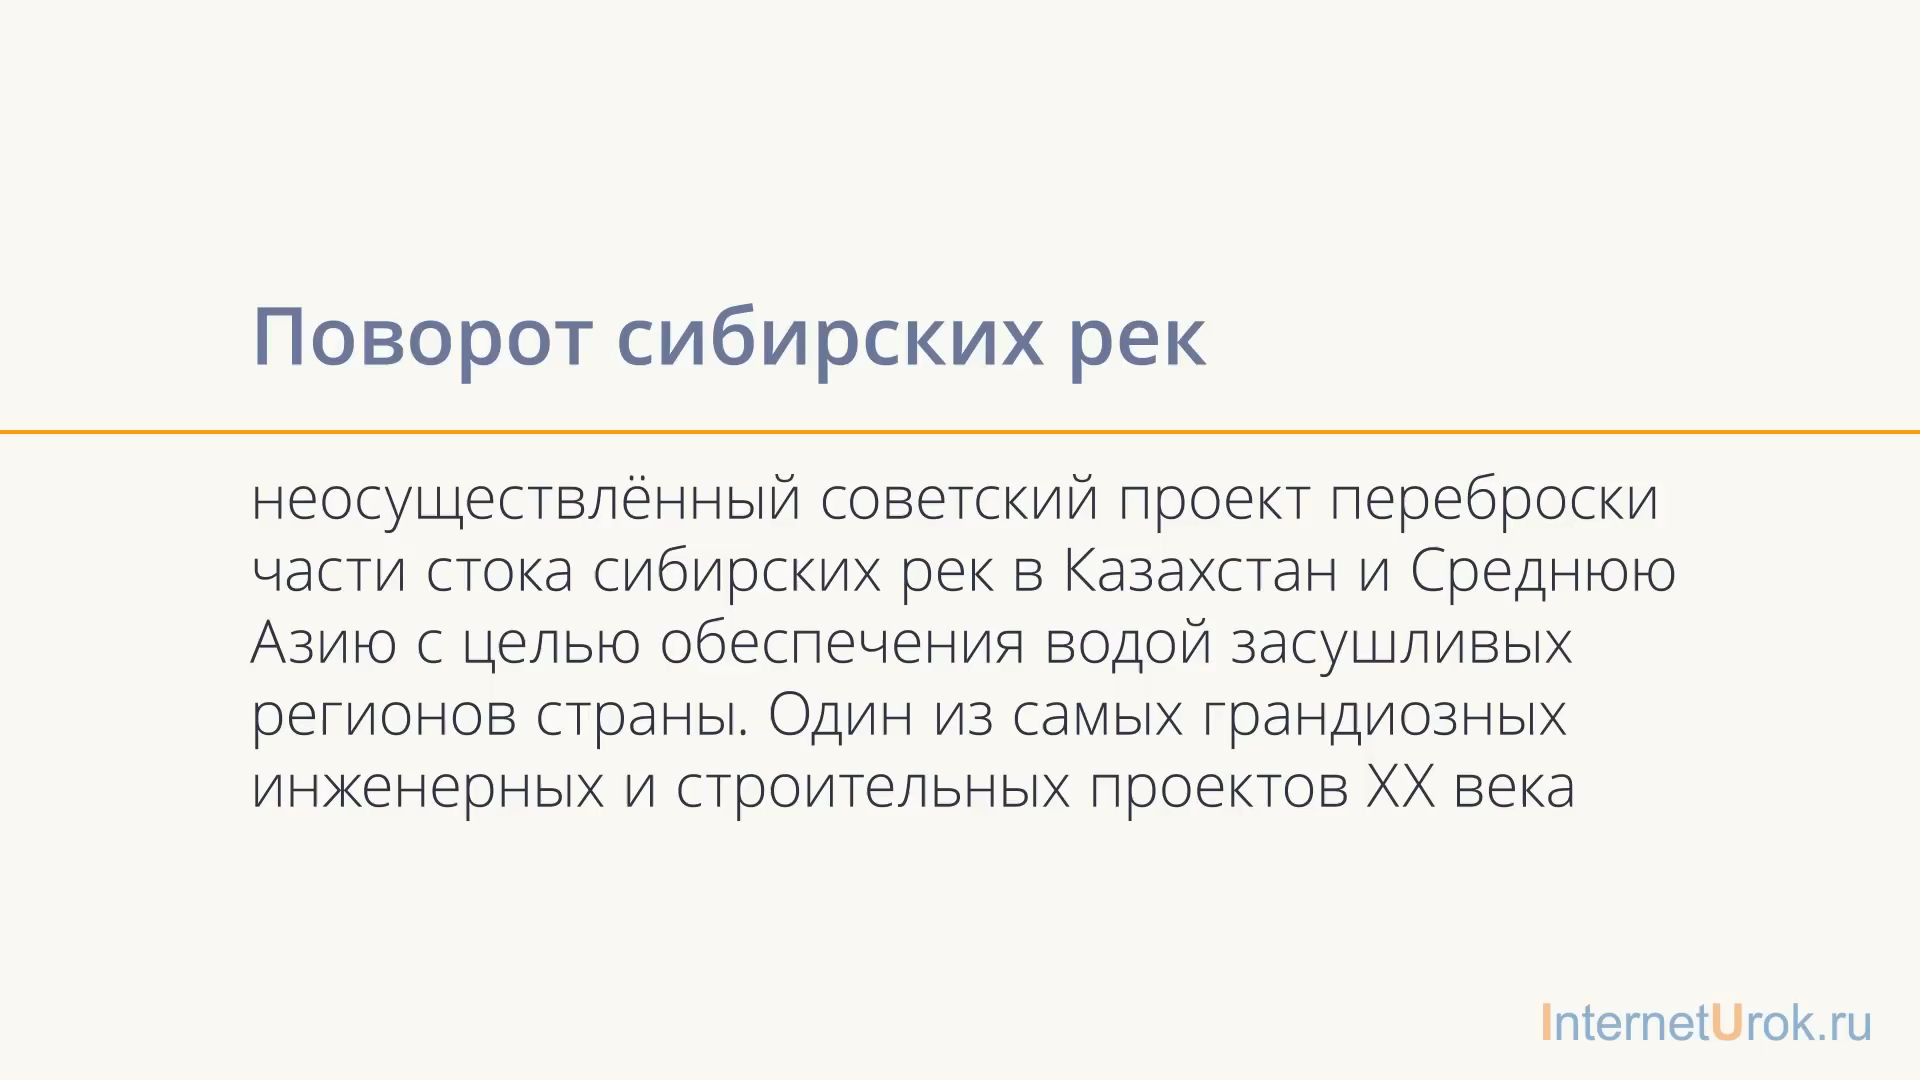 Поворот сибирских рек
неосуществлённый советский проект переброски
части стока сибирских рек в Казахстан и Среднюю
Азию с целью обеспечения водой засушливых
регионов страны. Один из самых грандиозных
инженерных и строительных проектов XX века
InternetUrok.ru